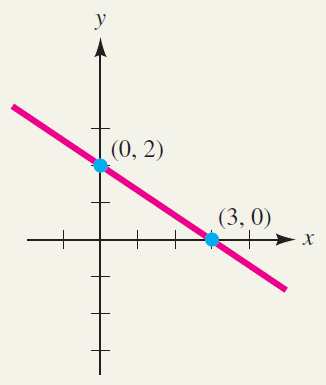 y
(0, 2)
(3, 0)
x